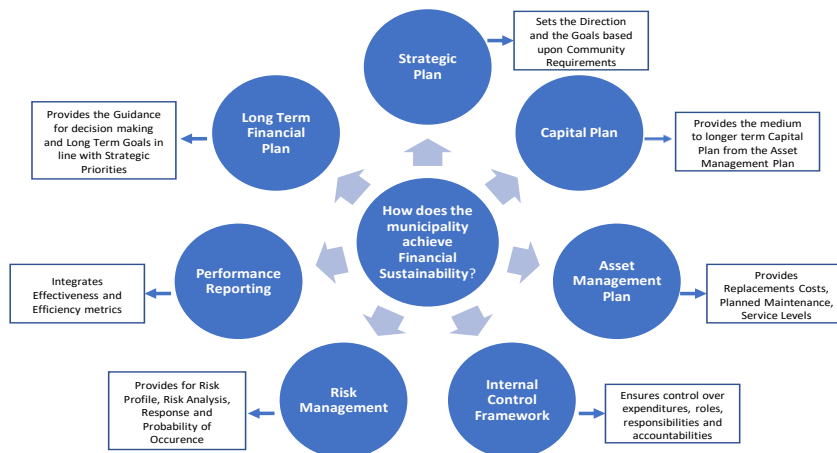 Strategic
Plan
Sets the Direction
and the Goals based
upon Community
Requirements
Long Term
Financial
Plan
Provides the Guidance
for decision making
and Long Term Goals in
line with Strategic
Priorities
Capital Plan
Provides the medium
to longer term Capital
Plan from the Asset
Management Plan
How does the
municipality
achieve
Financial
Sustainability?
Performance
Reporting
Integrates
Effectiveness and
Efficiency metrics
Asset
Management
Plan
Provides
Replacements Costs,
Planned Maintenance,
Service Levels
Risk
Management
Provides for Risk
Profile, Risk Analysis,
Response and
Probability of
Occurence
Internal
Control
Framework
Ensures control over
expenditures, roles,
responsibilities and
accountabilities